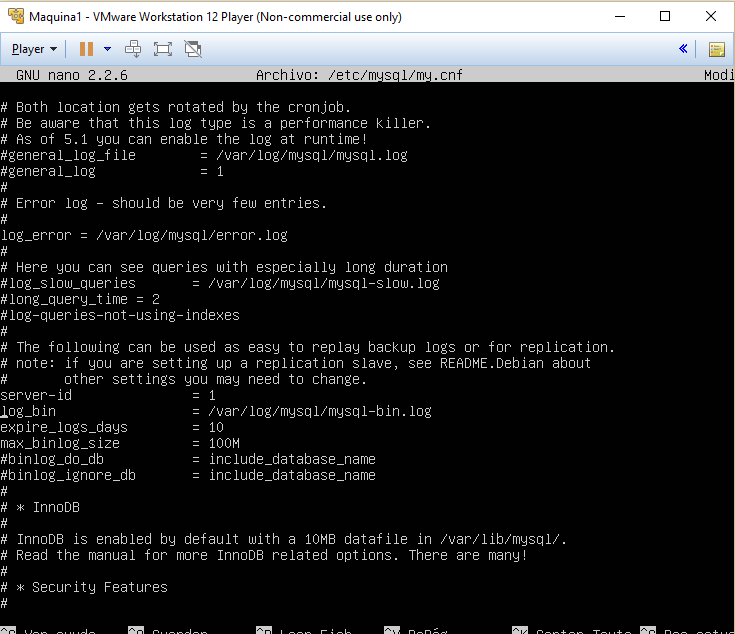 Maquina1 - VMware Workstation 12 Player (Non-commercial use only)
Player
GNU nano 2.2.6 Archivo: /etc/mysql/my.cnf Modi
# Both location gets rotated by the cronjob.
# Be aware that this log type is a performance killer.
# As of 5.1 you can enable the log at runtime!
#general_log_file = /var/log/mysql/mysql.log
#general_log = 1
#
# Error log - should be very few entries.
#
log_error = /var/log/mysql/error.log
#
# Here you can see queries with especially long duration
#log_slow_queries = /var/log/mysql/mysql-slow.log
#long_query_time = 2
#log-queries-not-using-indexes
#
# The following can be used as easy to replay backup logs or for replication.
# note: if you are setting up a replication slave, see README.Debian about
# other settings you may need to change.
server-id = 1
log_bin = /var/log/mysql/mysql-bin.log
expire_logs_days = 10
max_binlog_size = 100M
#binlog_do_db = include_database_name
#binlog_ignore_db = include_database_name
#
# * InnoDB
#
# InnoDB is enabled by default with a 10MB datafile in /var/lib/mysql/.
# Read the manual for more InnoDB related options. There are many!
#
# * Security Features
#